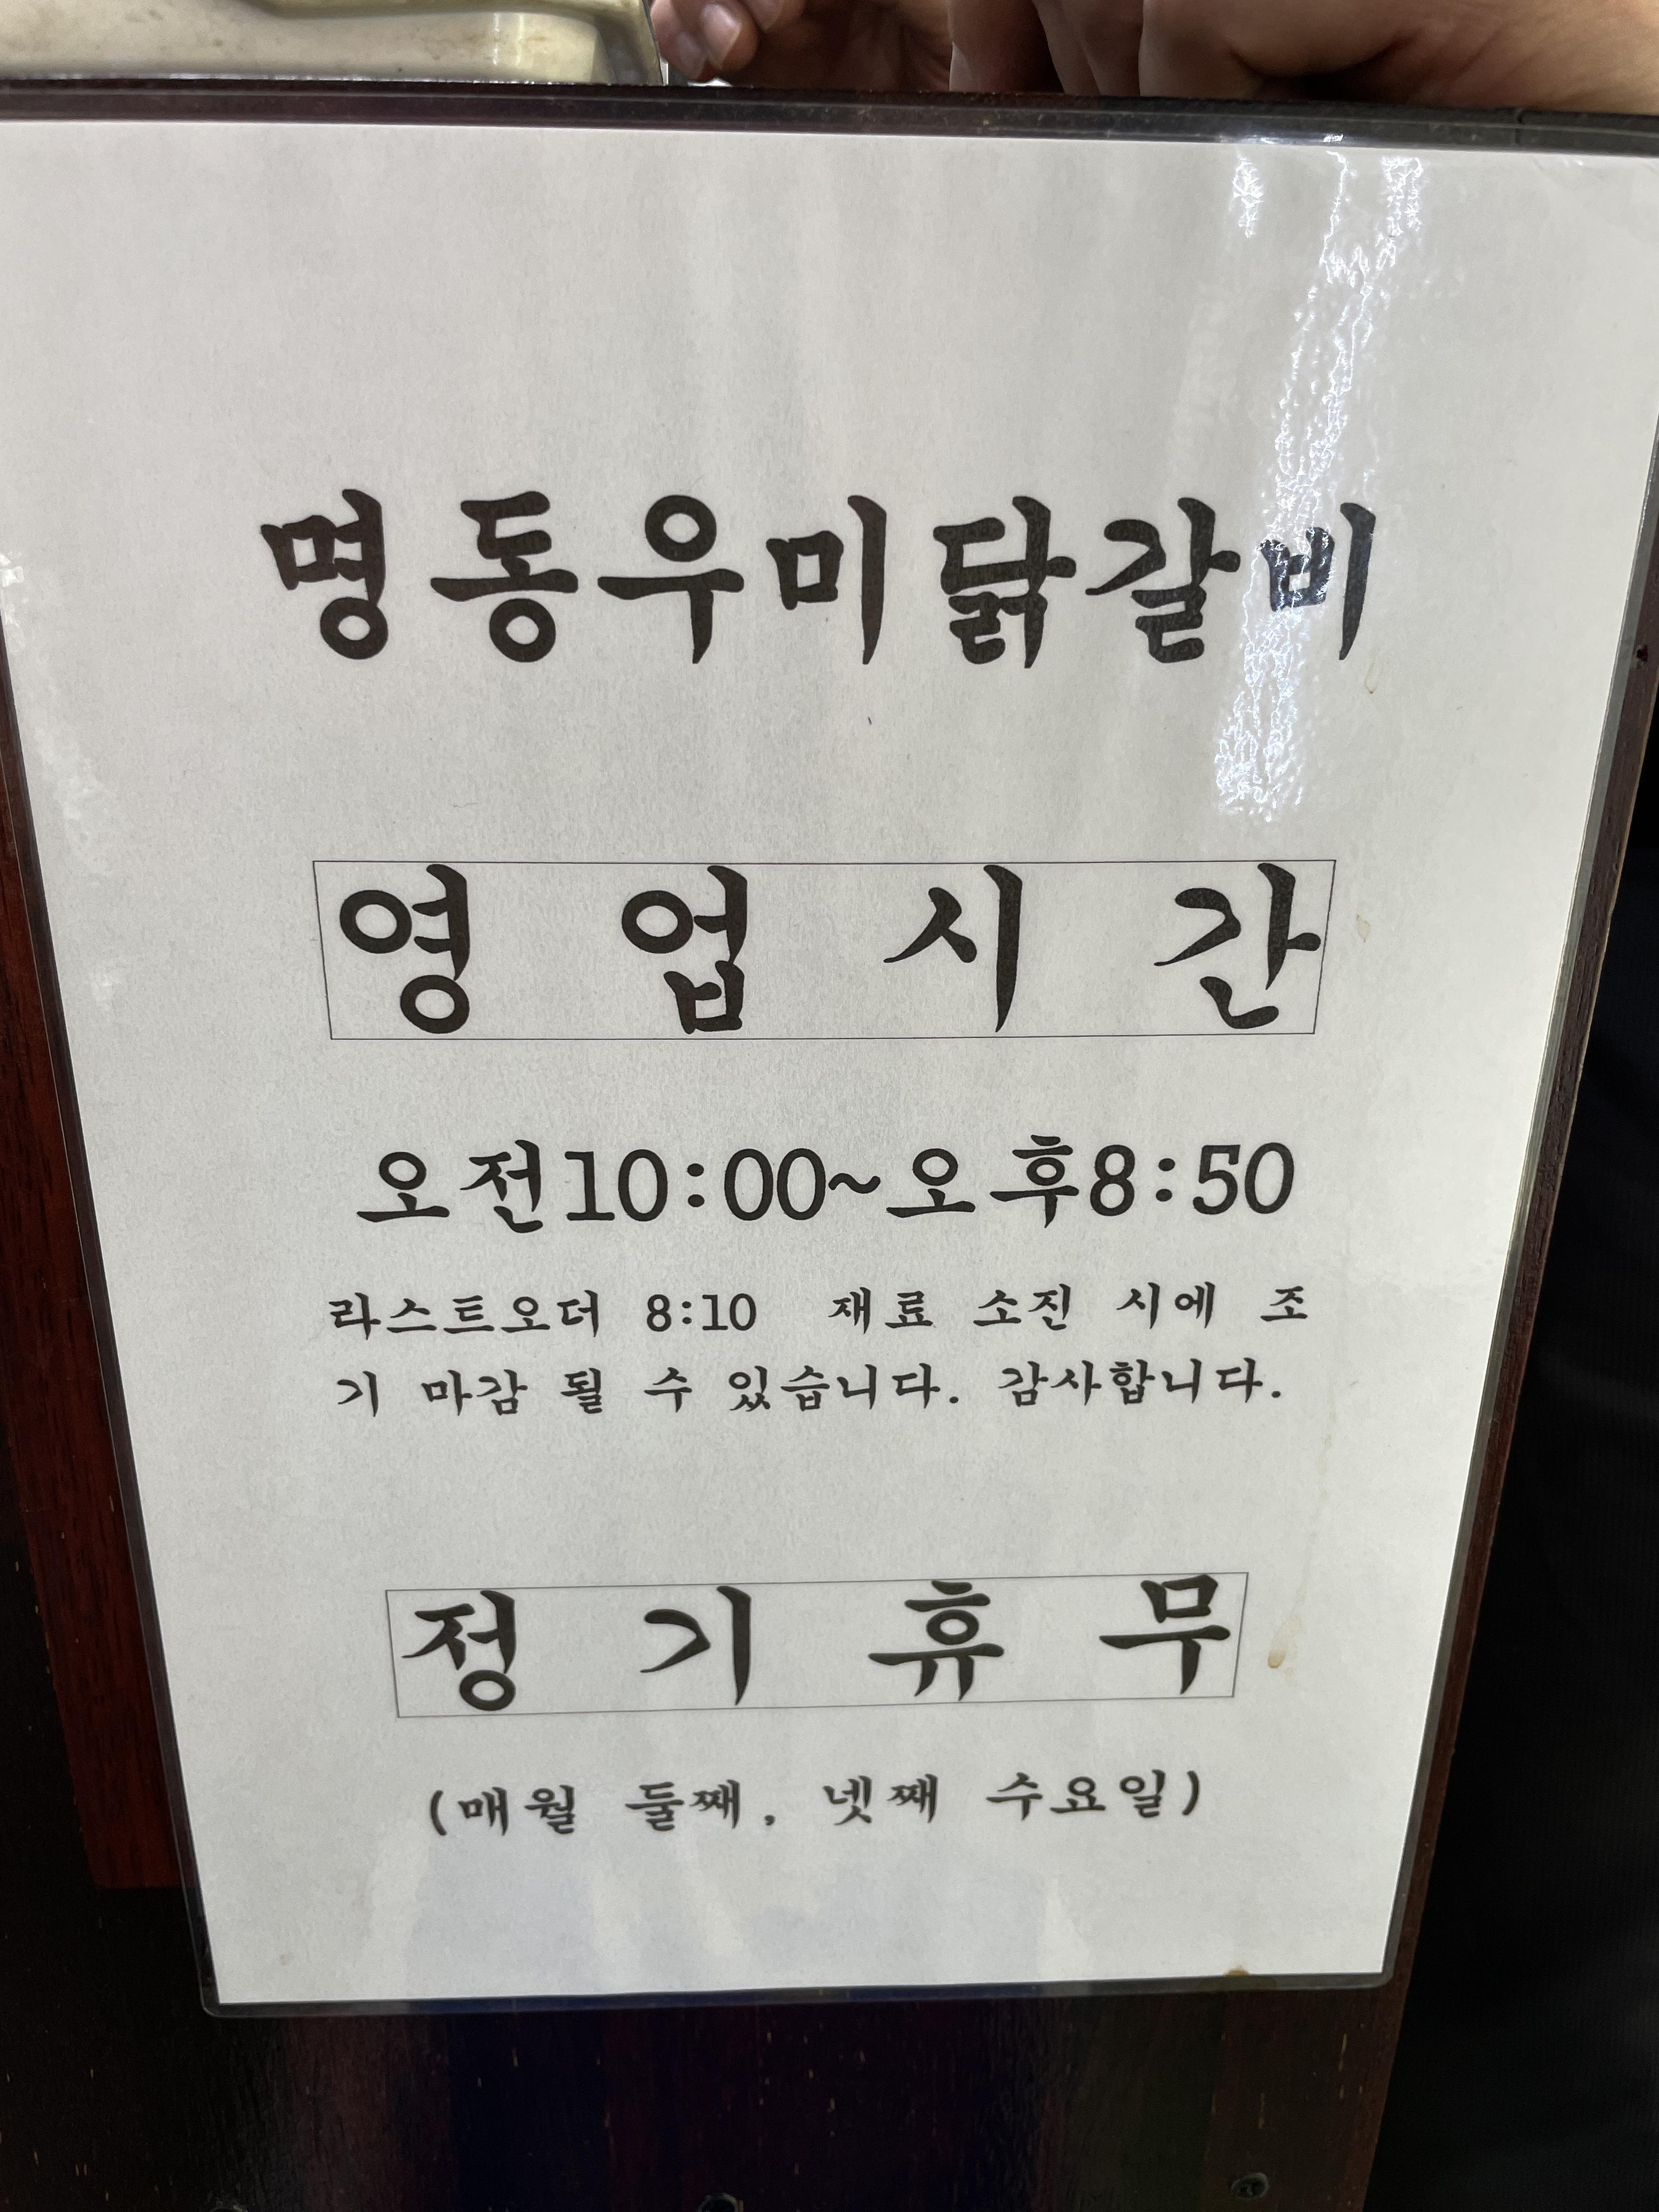 명동우미닭갈비
영 업 시 간
오전10:00~오후8:50
라스트오더 8:10 재료 소진 시에 조
기 마감 될 수 있습니다. 감사합니다.
정 기 휴 무
(매월 둘째, 넷째 수요일)